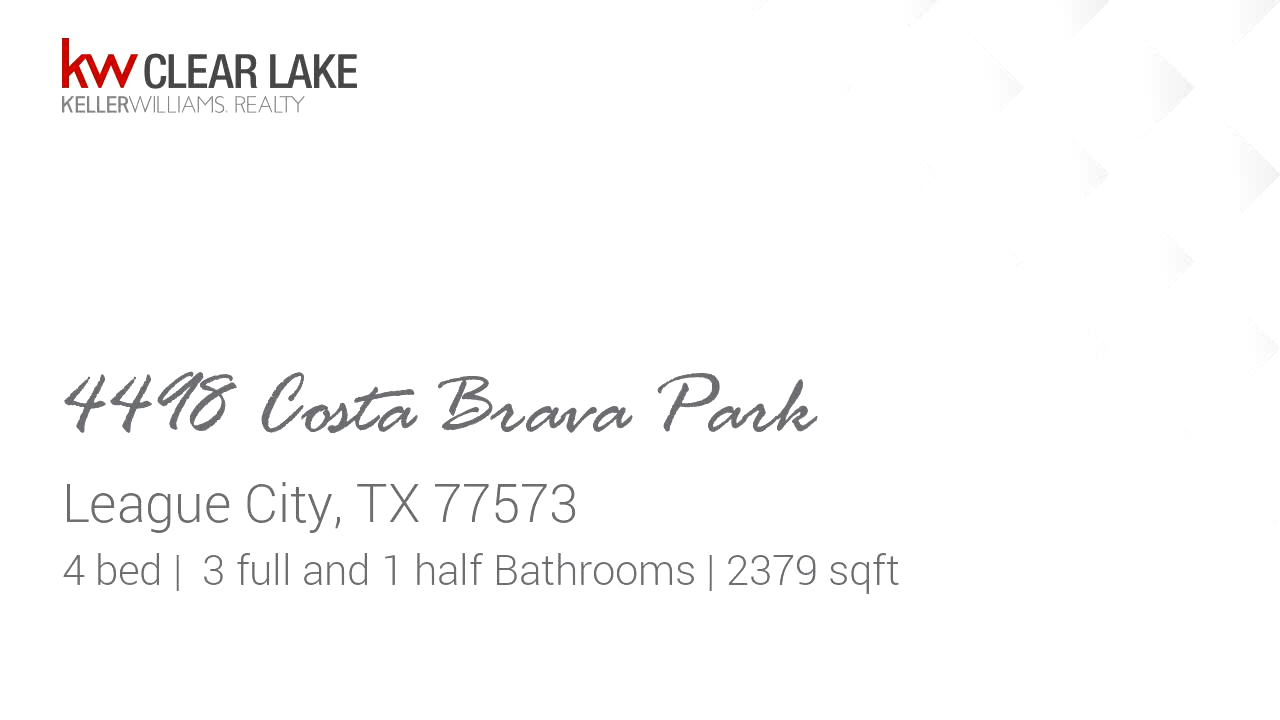 kw CLEAR LAKE
KELLERWILLIAMS. REALTY
4498 Costa Brava Park
League City, TX 77573
4 bed | 3 full and 1 half Bathrooms | 2379 sqft